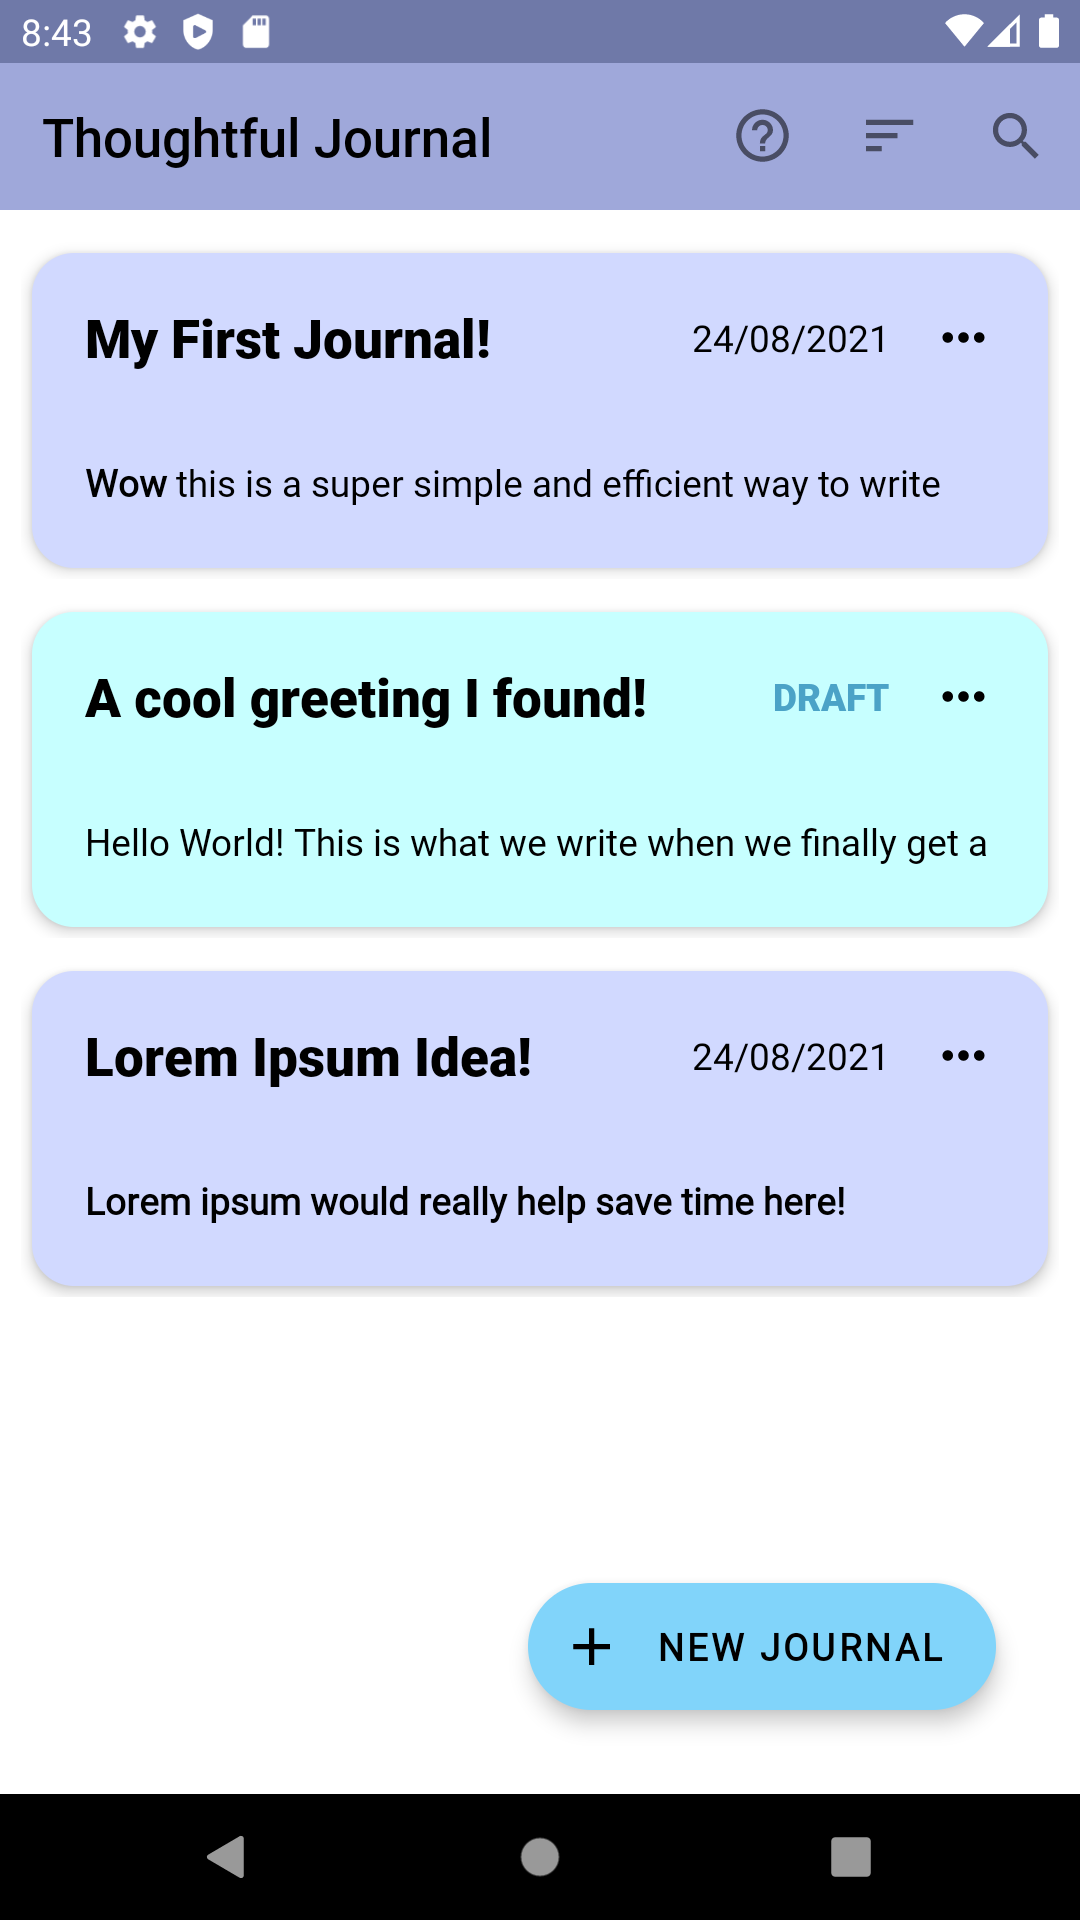 8:43
Thoughtful Journal
My First Journal! 24/08/2021
Wow this is a super simple and efficient way to write
A cool greeting I found! DRAFT
Hello World! This is what we write when we finally get a
Lorem Ipsum Idea! 24/08/2021
Lorem ipsum would really help save time here!
NEW JOURNAL